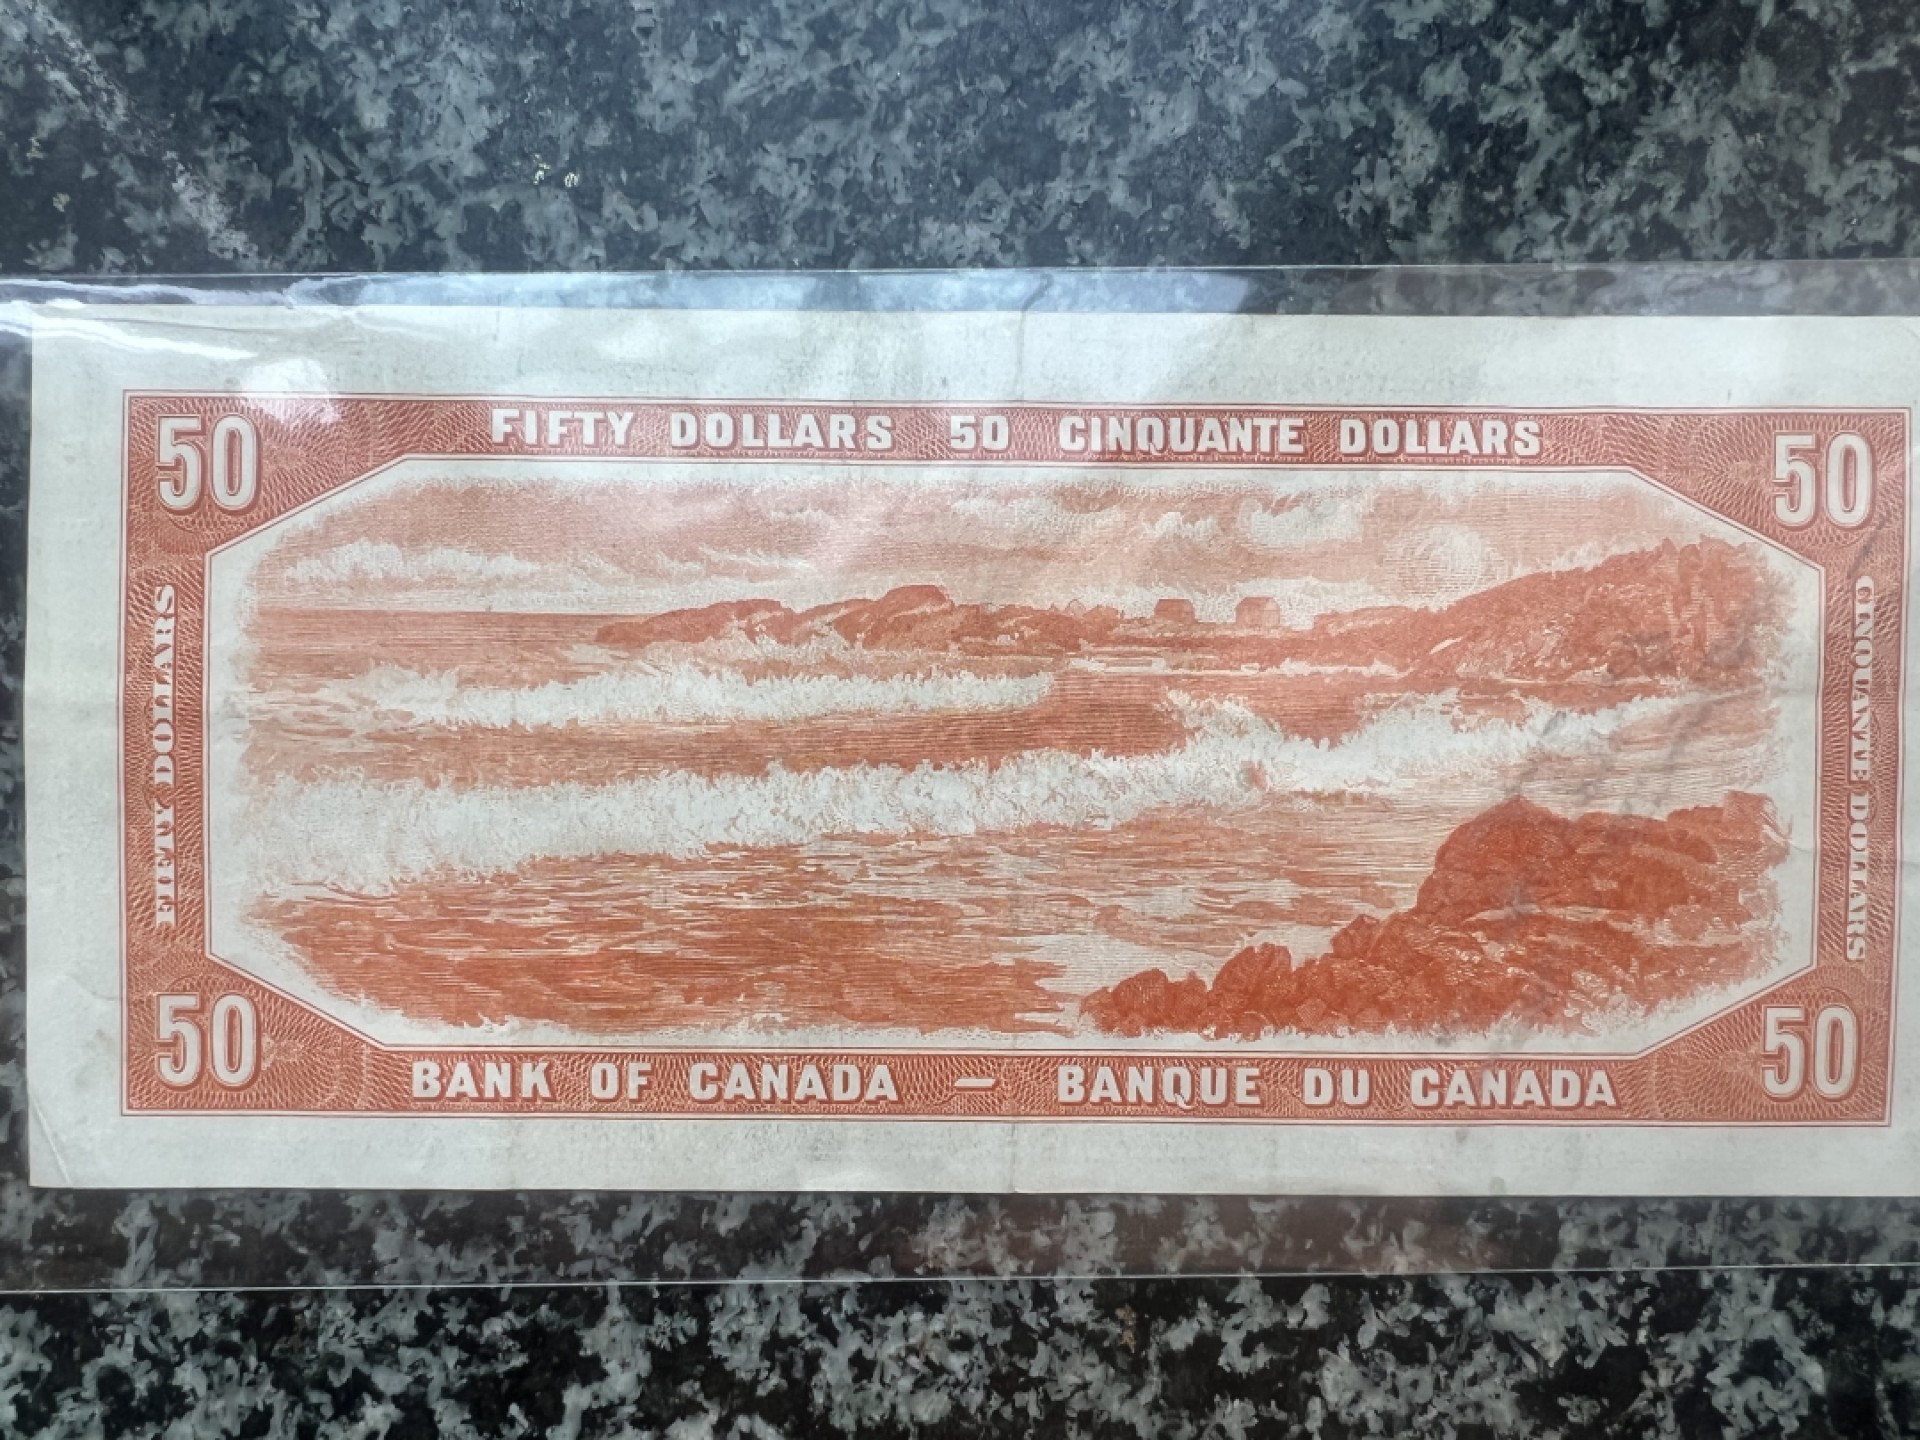 50 FIFTY DOLLARS 50 CINQUANTE DOLLARS 50
FIFTY DOLLARS
CINQUANTE DOLLARS
50 BANK OF CANADA — BANQUE DU CANADA 50